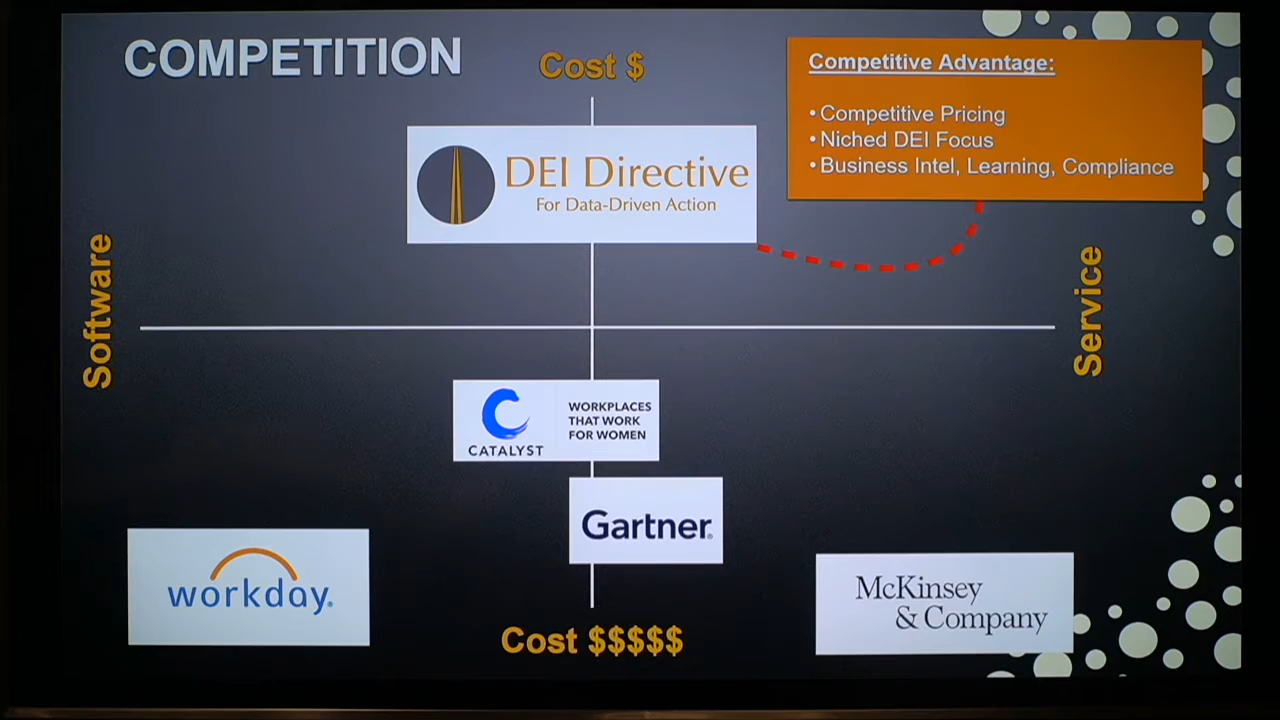 COMPETITION
Cost $
Competitive Advantage:
• Competitive Pricing
• Niched DEI Focus
• Business Intel, Learning, Compliance
DEI Directive
For Data-Driven Action
Software
Service
CATALYST
WORKPLACES
THAT WORK
FOR WOMEN
Gartner®
workday®
McKinsey
& Company
Cost $$$$$